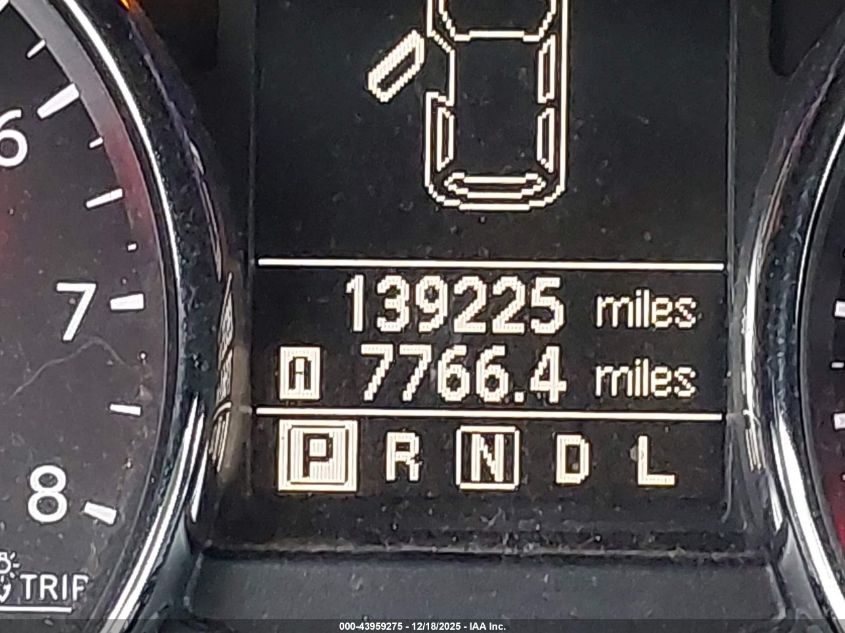 6
7
8
139225 miles
A 7766.4 miles
P R N D L
TRIP
000-43959275 - 12/18/2025 - IAA Inc.